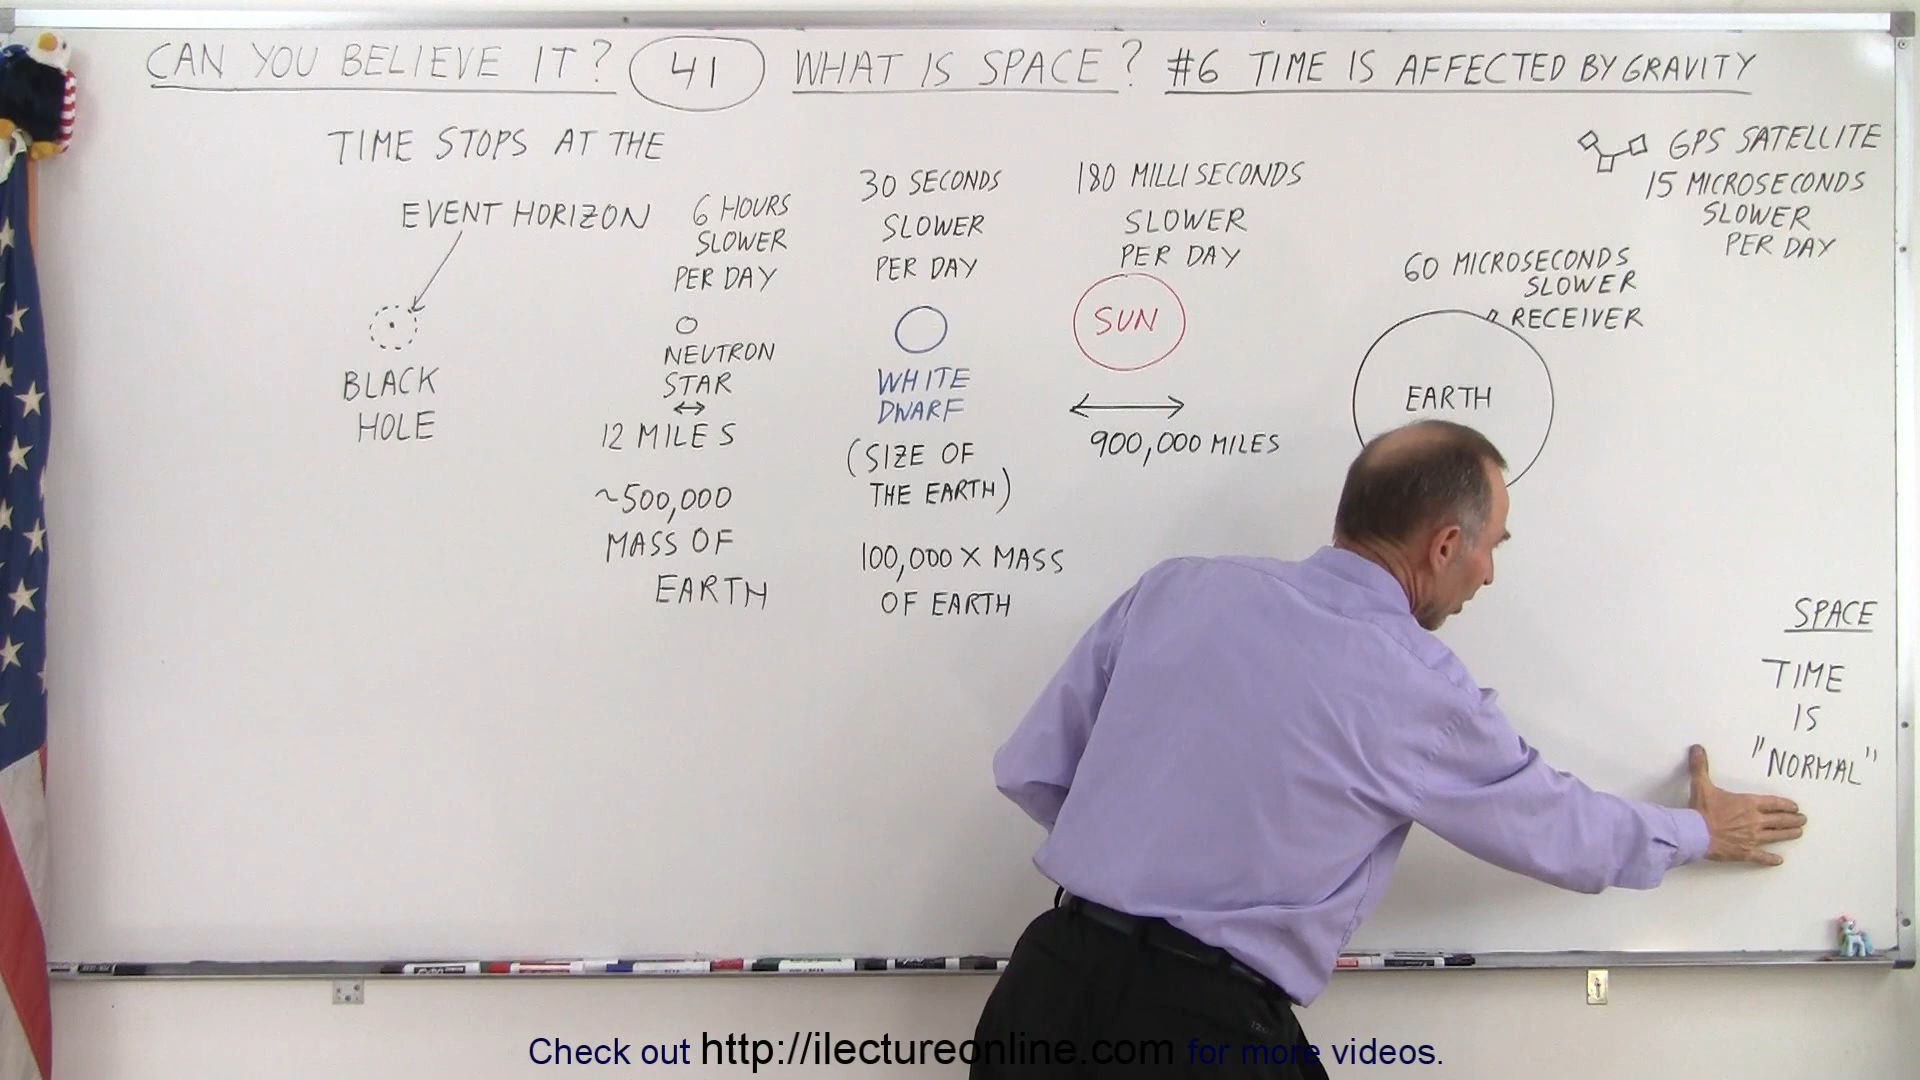 CAN YOU BELIEVE IT? 41 WHAT IS SPACE? #6 TIME IS AFFECTED BY GRAVITY
TIME STOPS AT THE
EVENT HORIZON
BLACK
HOLE
6 HOURS
SLOWER
PER DAY
NEUTRON
STAR
12 MILES
~500,000
MASS OF
EARTH
30 SECONDS
SLOWER
PER DAY
WHITE
DWARF
(SIZE OF
THE EARTH)
100,000 X MASS
OF EARTH
180 MILLISECONDS
SLOWER
PER DAY
SUN
900,000 MILES
60 MICROSECONDS
SLOWER
RECEIVER
EARTH
GPS SATELLITE
15 MICROSECONDS
SLOWER
PER DAY
SPACE
TIME
IS
"NORMAL"
Check out http://ilectureonline.com for more videos.